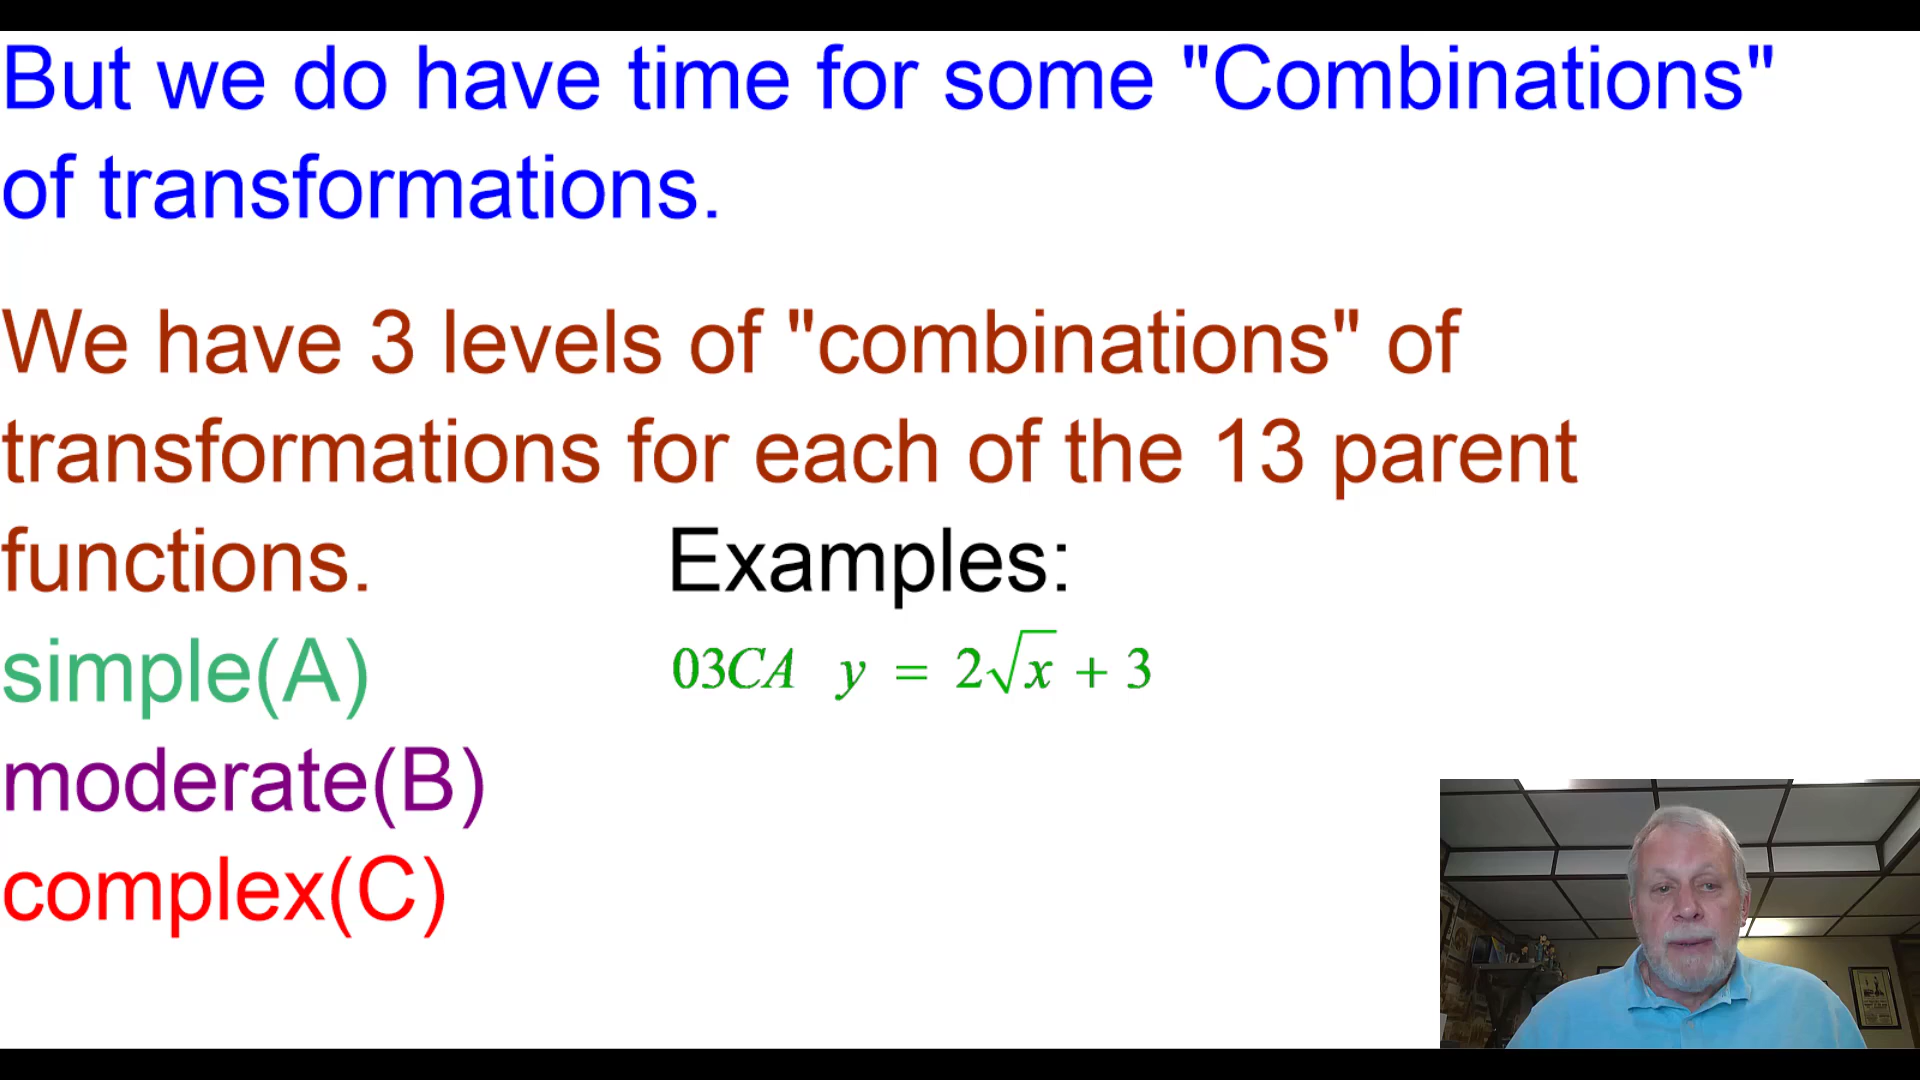 But we do have time for some "Combinations"
of transformations.
We have 3 levels of "combinations" of
transformations for each of the 13 parent
functions.
Examples:
simple(A)
03CA y = 2√x + 3
moderate(B)
complex(C)